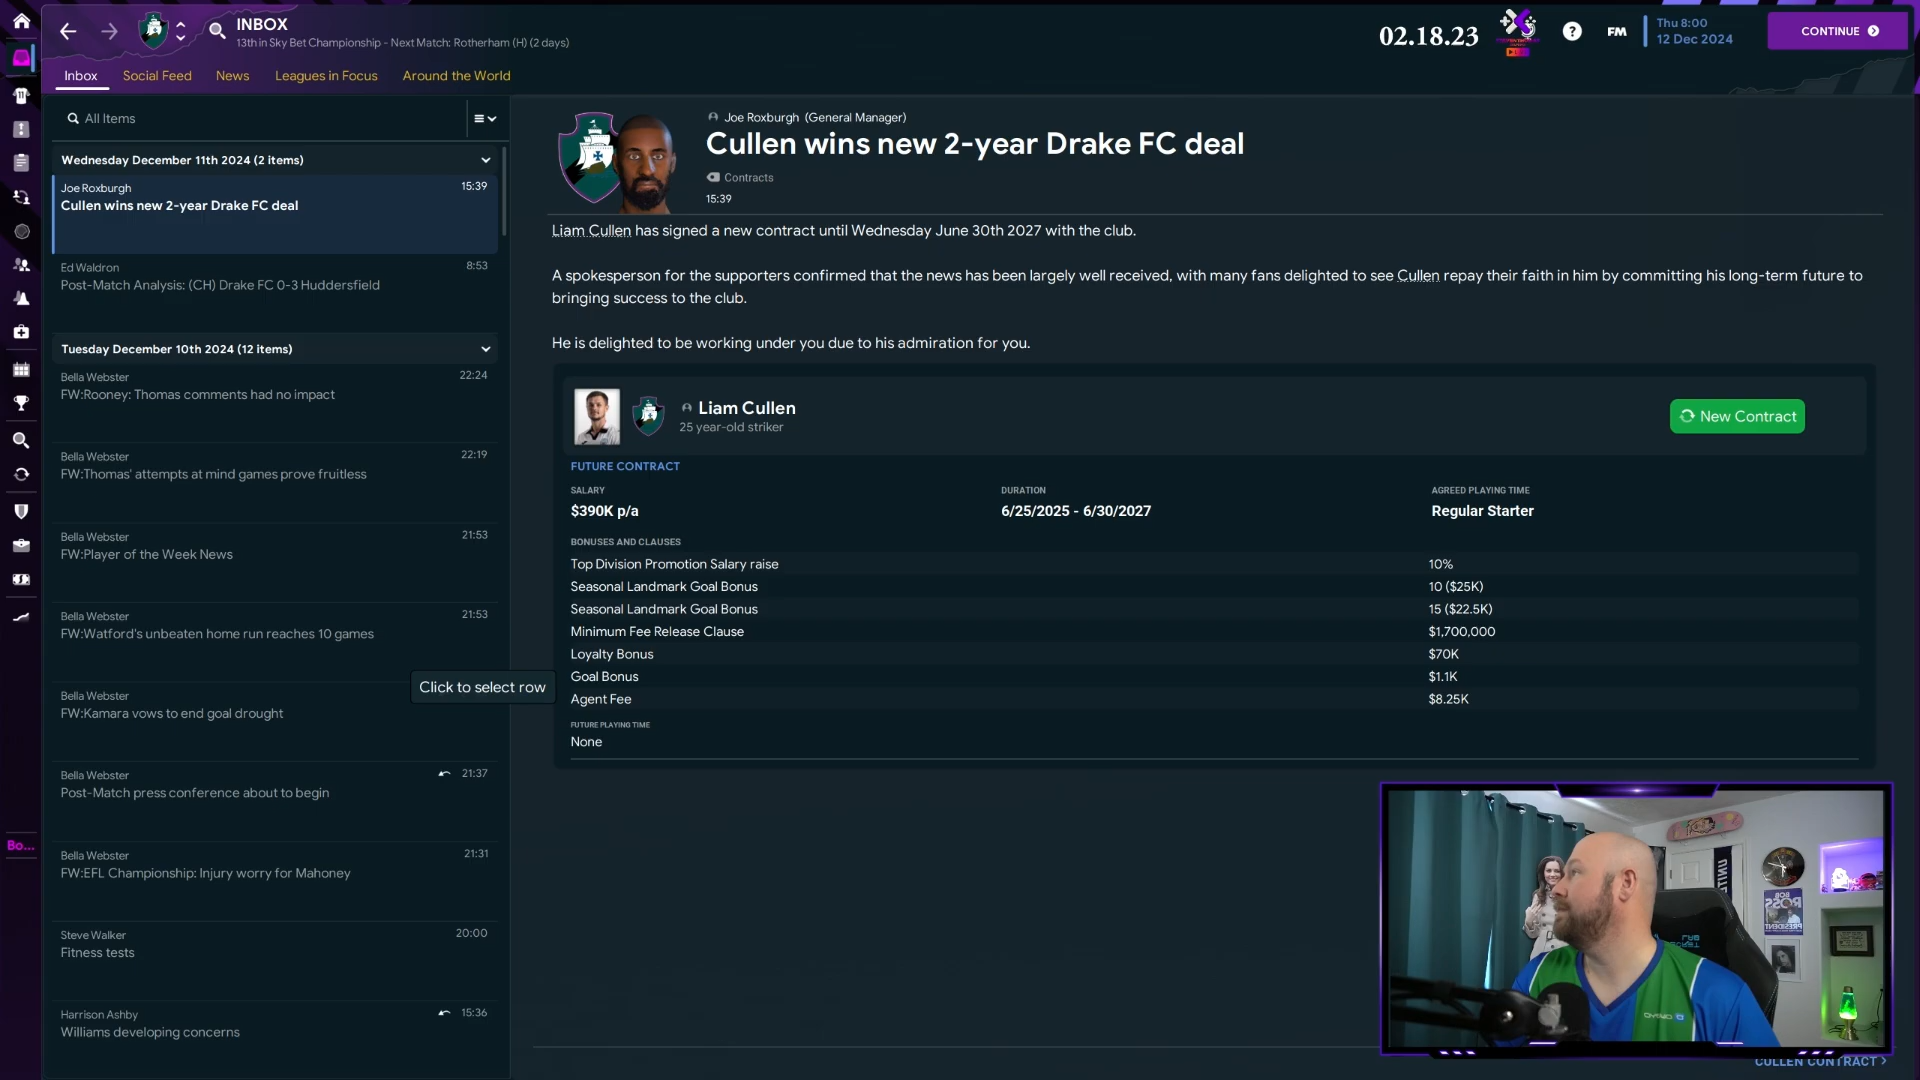 INBOX
13th in Sky Bet Championship - Next Match: Rotherham (H) (2 days)
02.18.23
?
FM
Thu 8:00
12 Dec 2024
CONTINUE
Inbox
Social Feed
News
Leagues in Focus
Around the World
All Items
Wednesday December 11th 2024 (2 items)
Joe Roxburgh
15:39
Cullen wins new 2-year Drake FC deal
Ed Waldron
8:53
Post-Match Analysis: (CH) Drake FC 0-3 Huddersfield
Tuesday December 10th 2024 (12 items)
Bella Webster
22:24
FW:Rooney: Thomas comments had no impact
Bella Webster
22:19
FW:Thomas' attempts at mind games prove fruitless
Bella Webster
21:53
FW:Player of the Week News
Bella Webster
21:53
FW:Watford's unbeaten home run reaches 10 games
Bella Webster
FW:Kamara vows to end goal drought
Click to select row
Bella Webster
21:37
Post-Match press conference about to begin
Bella Webster
21:31
FW:EFL Championship: Injury worry for Mahoney
Steve Walker
20:00
Fitness tests
Harrison Ashby
15:36
Williams developing concerns
Bo...
Joe Roxburgh (General Manager)
Cullen wins new 2-year Drake FC deal
Contracts
15:39
Liam Cullen has signed a new contract until Wednesday June 30th 2027 with the club.
A spokesperson for the supporters confirmed that the news has been largely well received, with many fans delighted to see Cullen repay their faith in him by committing his long-term future to
bringing success to the club.
He is delighted to be working under you due to his admiration for you.
Liam Cullen
25 year-old striker
New Contract
FUTURE CONTRACT
SALARY
DURATION
AGREED PLAYING TIME
$390K p/a
6/25/2025 - 6/30/2027
Regular Starter
BONUSES AND CLAUSES
Top Division Promotion Salary raise
10%
Seasonal Landmark Goal Bonus
10 ($25K)
Seasonal Landmark Goal Bonus
15 ($22.5K)
Minimum Fee Release Clause
$1,700,000
Loyalty Bonus
$70K
Goal Bonus
$1.1K
Agent Fee
$8.25K
FUTURE PLAYING TIME
None
UNITED
BOB
ROSS
PRESIDENT
CULLEN CONTRACT